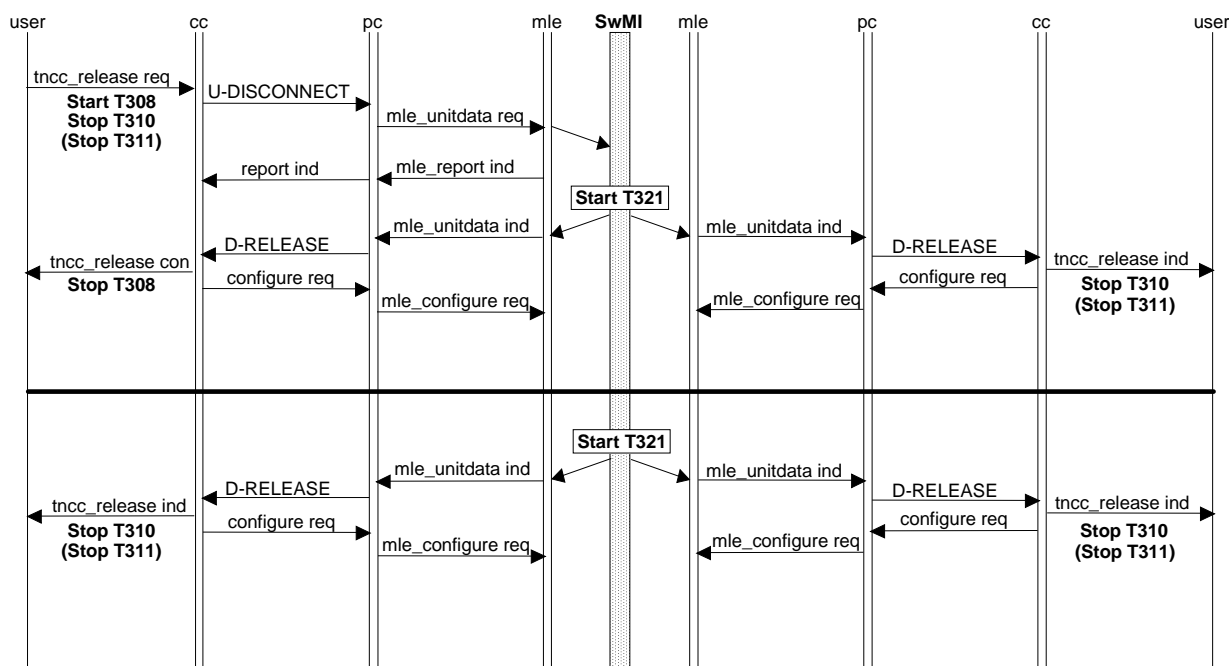 user cc pc mle SwMI mle pc cc user
tncc_release req
U-DISCONNECT
Start T308
Stop T310
(Stop T311)
mle_unitdata req
report ind
mle_report ind
Start T321
mle_unitdata ind
mle_unitdata ind
D-RELEASE
D-RELEASE
tncc_release con
tncc_release ind
Stop T308
configure req
configure req
Stop T310
(Stop T311)
mle_configure req
mle_configure req
Start T321
mle_unitdata ind
mle_unitdata ind
D-RELEASE
D-RELEASE
tncc_release ind
tncc_release ind
Stop T310
(Stop T311)
configure req
configure req
Stop T310
(Stop T311)
mle_configure req
mle_configure req